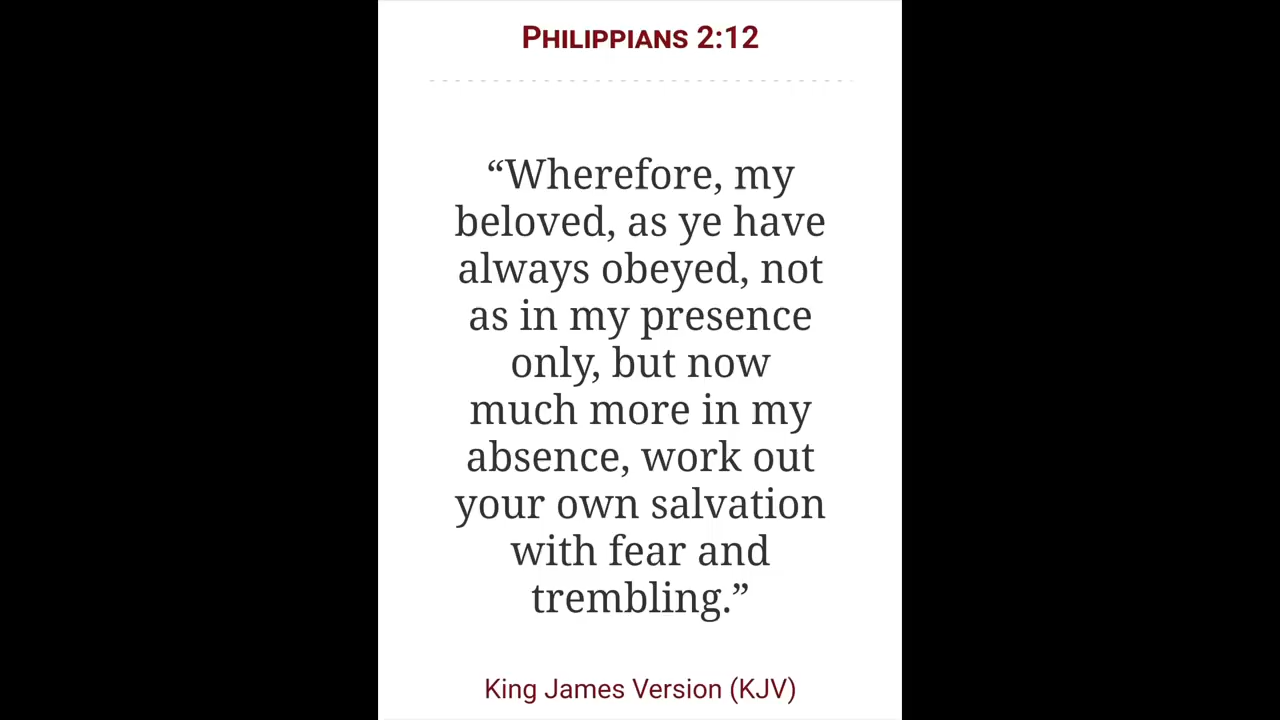 PHILIPPIANS 2:12
“Wherefore, my
beloved, as ye have
always obeyed, not
as in my presence
only, but now
much more in my
absence, work out
your own salvation
with fear and
trembling.”
King James Version (KJV)